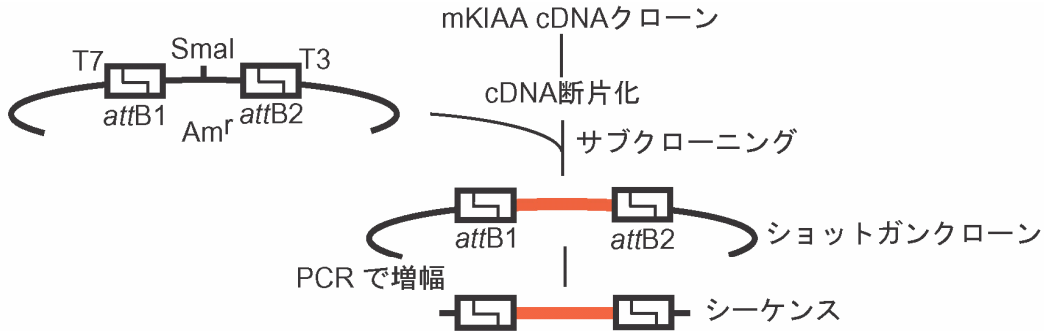 mKIAA cDNAクローン
T7 SmaI T3
attB1 attB2
Amr
cDNA断片化
サブクローニング
attB1 attB2
ショットガンクローン
PCR で増幅
シーケンス